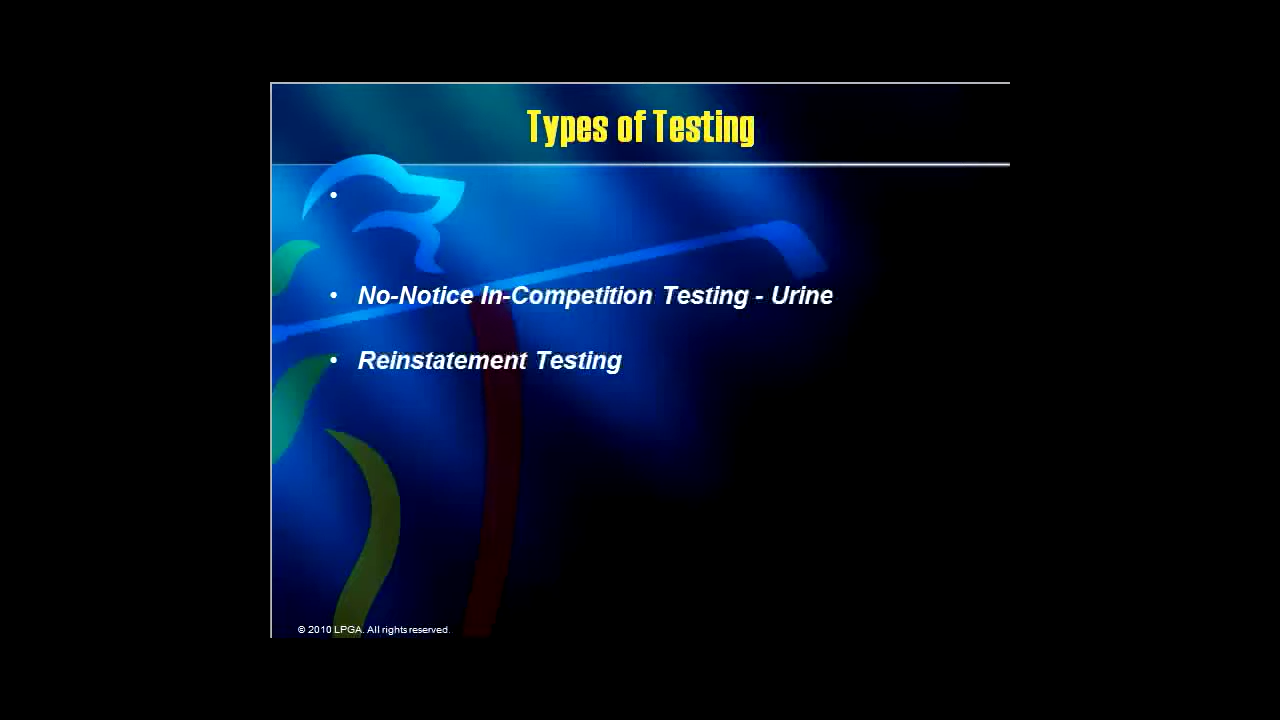 Types of Testing
•
• No-Notice In-Competition Testing - Urine
• Reinstatement Testing
© 2010 LPGA. All rights reserved.